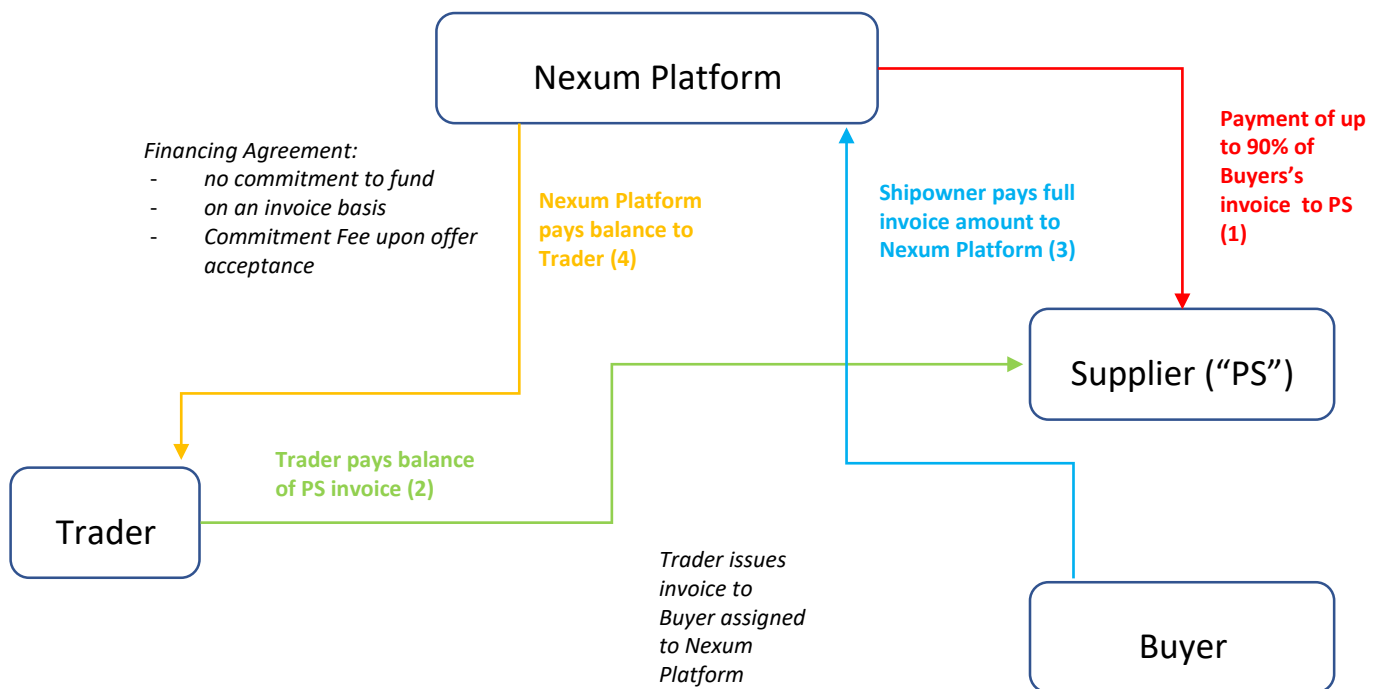 Nexum Platform
Financing Agreement:
- no commitment to fund
- on an invoice basis
- Commitment Fee upon offer
acceptance
Nexum Platform
pays balance to
Trader (4)
Shipowner pays full
invoice amount to
Nexum Platform (3)
Payment of up
to 90% of
Buyers’s
invoice to PS
(1)
Supplier (“PS”)
Trader pays balance
of PS invoice (2)
Trader
Trader issues
invoice to
Buyer assigned
to Nexum
Platform
Buyer